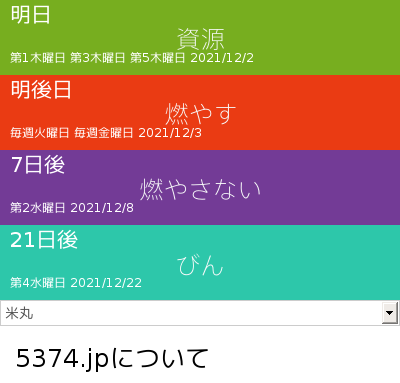 明日
資源
第1木曜日 第3木曜日 第5木曜日 2021/12/2
明後日
燃やす
毎週火曜日 毎週金曜日 2021/12/3
7日後
燃やさない
第2水曜日 2021/12/8
21日後
びん
第4水曜日 2021/12/22
米丸
5374.jpについて